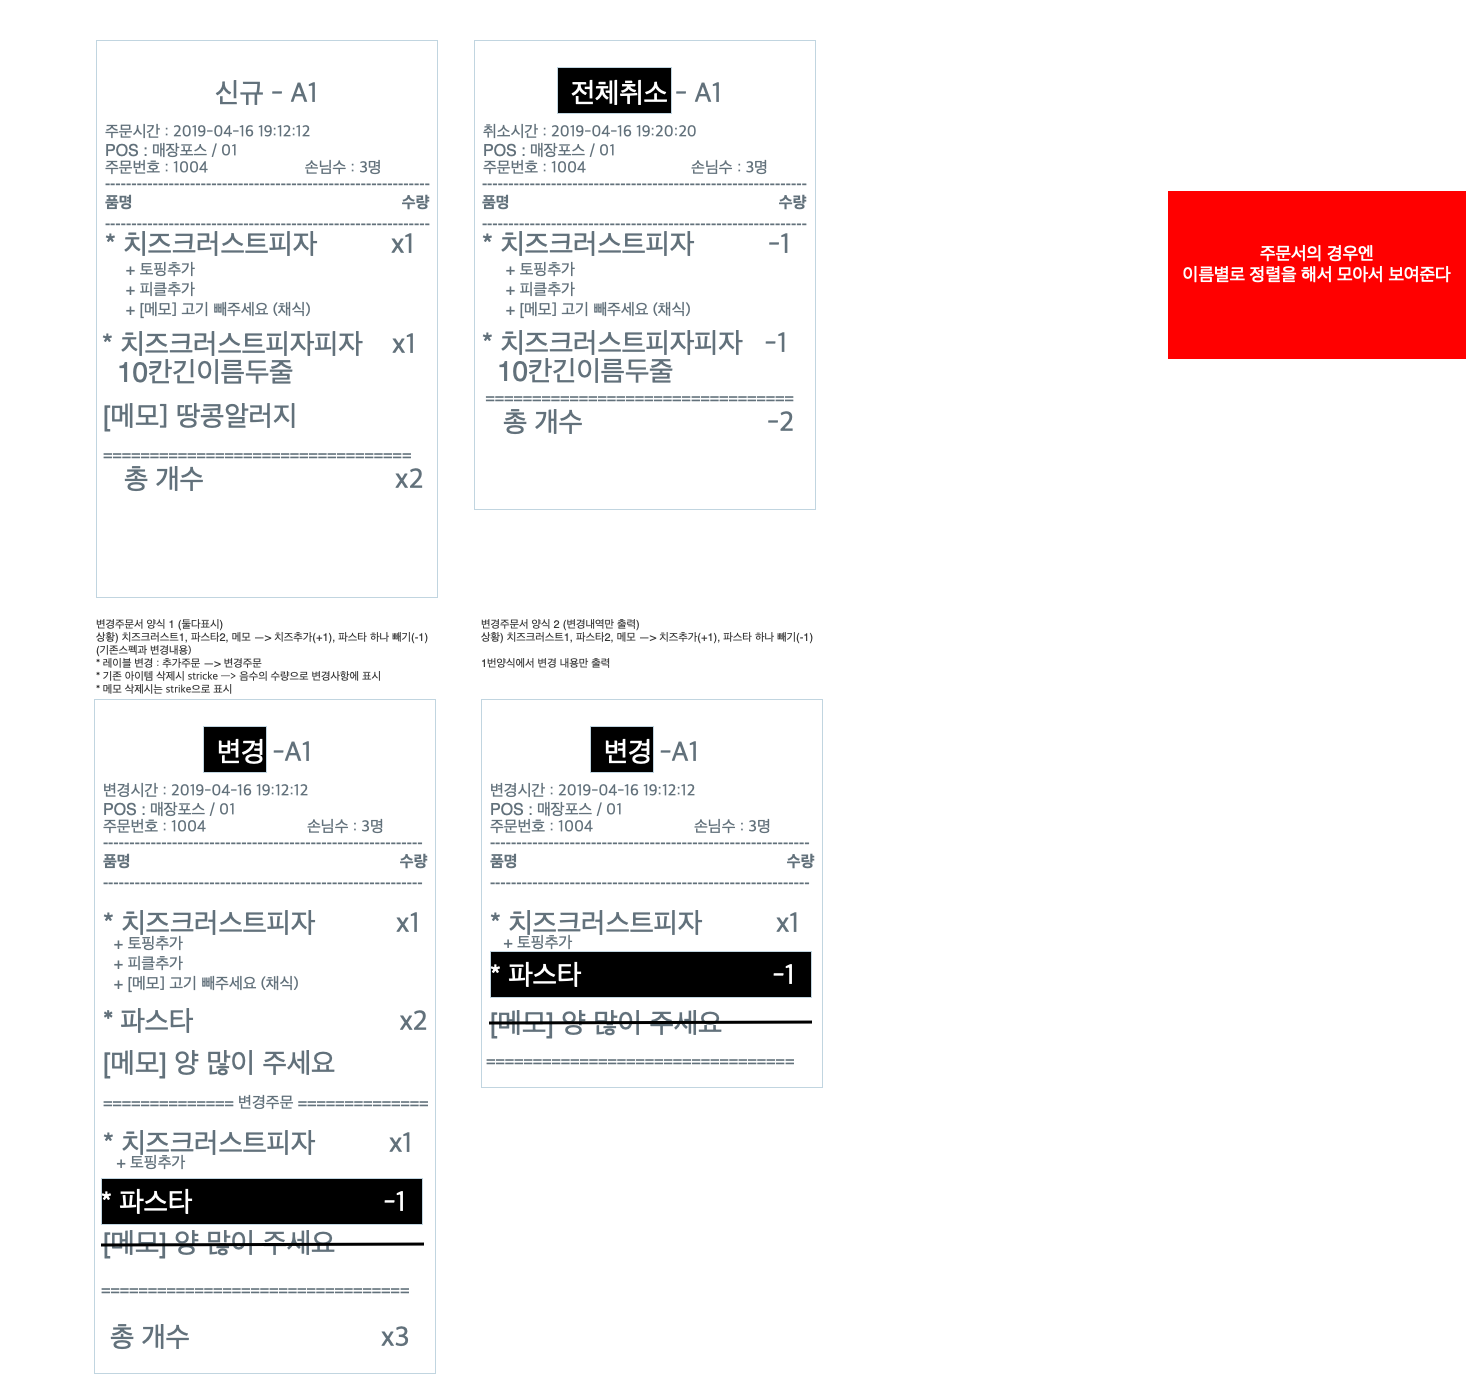 신규 - A1
주문시간 : 2019-04-16 19:12:12
POS : 매장포스 / 01
주문번호 : 1004 손님수 : 3명
--------------------------------------------------------------
품명 수량
--------------------------------------------------------------
* 치즈크러스트피자 x1
+ 토핑추가
+ 피클추가
+ [메모] 고기 빼주세요 (채식)
* 치즈크러스트피자피자 x1
10칸긴이름두줄
[메모] 땅콩알러지
=================================
총 개수 x2
전체취소 - A1
취소시간 : 2019-04-16 19:20:20
POS : 매장포스 / 01
주문번호 : 1004 손님수 : 3명
--------------------------------------------------------------
품명 수량
--------------------------------------------------------------
* 치즈크러스트피자 -1
+ 토핑추가
+ 피클추가
+ [메모] 고기 빼주세요 (채식)
* 치즈크러스트피자피자 -1
10칸긴이름두줄
=================================
총 개수 -2
주문서의 경우엔
이름별로 정렬을 해서 모아서 보여준다
변경주문서 양식 1 (둘다표시)
상황) 치즈크러스트1, 파스타2, 메모 —> 치즈추가(+1), 파스타 하나 빼기(-1)
(기존스펙과 변경내용)
* 레이블 변경 : 추가주문 —> 변경주문
* 기존 아이템 삭제시 stricke —> 음수의 수량으로 변경사항에 표시
* 메모 삭제시는 strike으로 표시
변경 -A1
변경시간 : 2019-04-16 19:12:12
POS : 매장포스 / 01
주문번호 : 1004 손님수 : 3명
-------------------------------------------------------------
품명 수량
-------------------------------------------------------------
* 치즈크러스트피자 x1
+ 토핑추가
+ 피클추가
+ [메모] 고기 빼주세요 (채식)
* 파스타 x2
[메모] 양 많이 주세요
============== 변경주문 ==============
* 치즈크러스트피자 x1
+ 토핑추가
* 파스타 -1
[메모] 양 많이 주세요
=================================
총 개수 x3
변경주문서 양식 2 (변경내역만 출력)
상황) 치즈크러스트1, 파스타2, 메모 —> 치즈추가(+1), 파스타 하나 빼기(-1)
1번양식에서 변경 내용만 출력
변경 -A1
변경시간 : 2019-04-16 19:12:12
POS : 매장포스 / 01
주문번호 : 1004 손님수 : 3명
-------------------------------------------------------------
품명 수량
-------------------------------------------------------------
* 치즈크러스트피자 x1
+ 토핑추가
* 파스타 -1
[메모] 양 많이 주세요
=================================